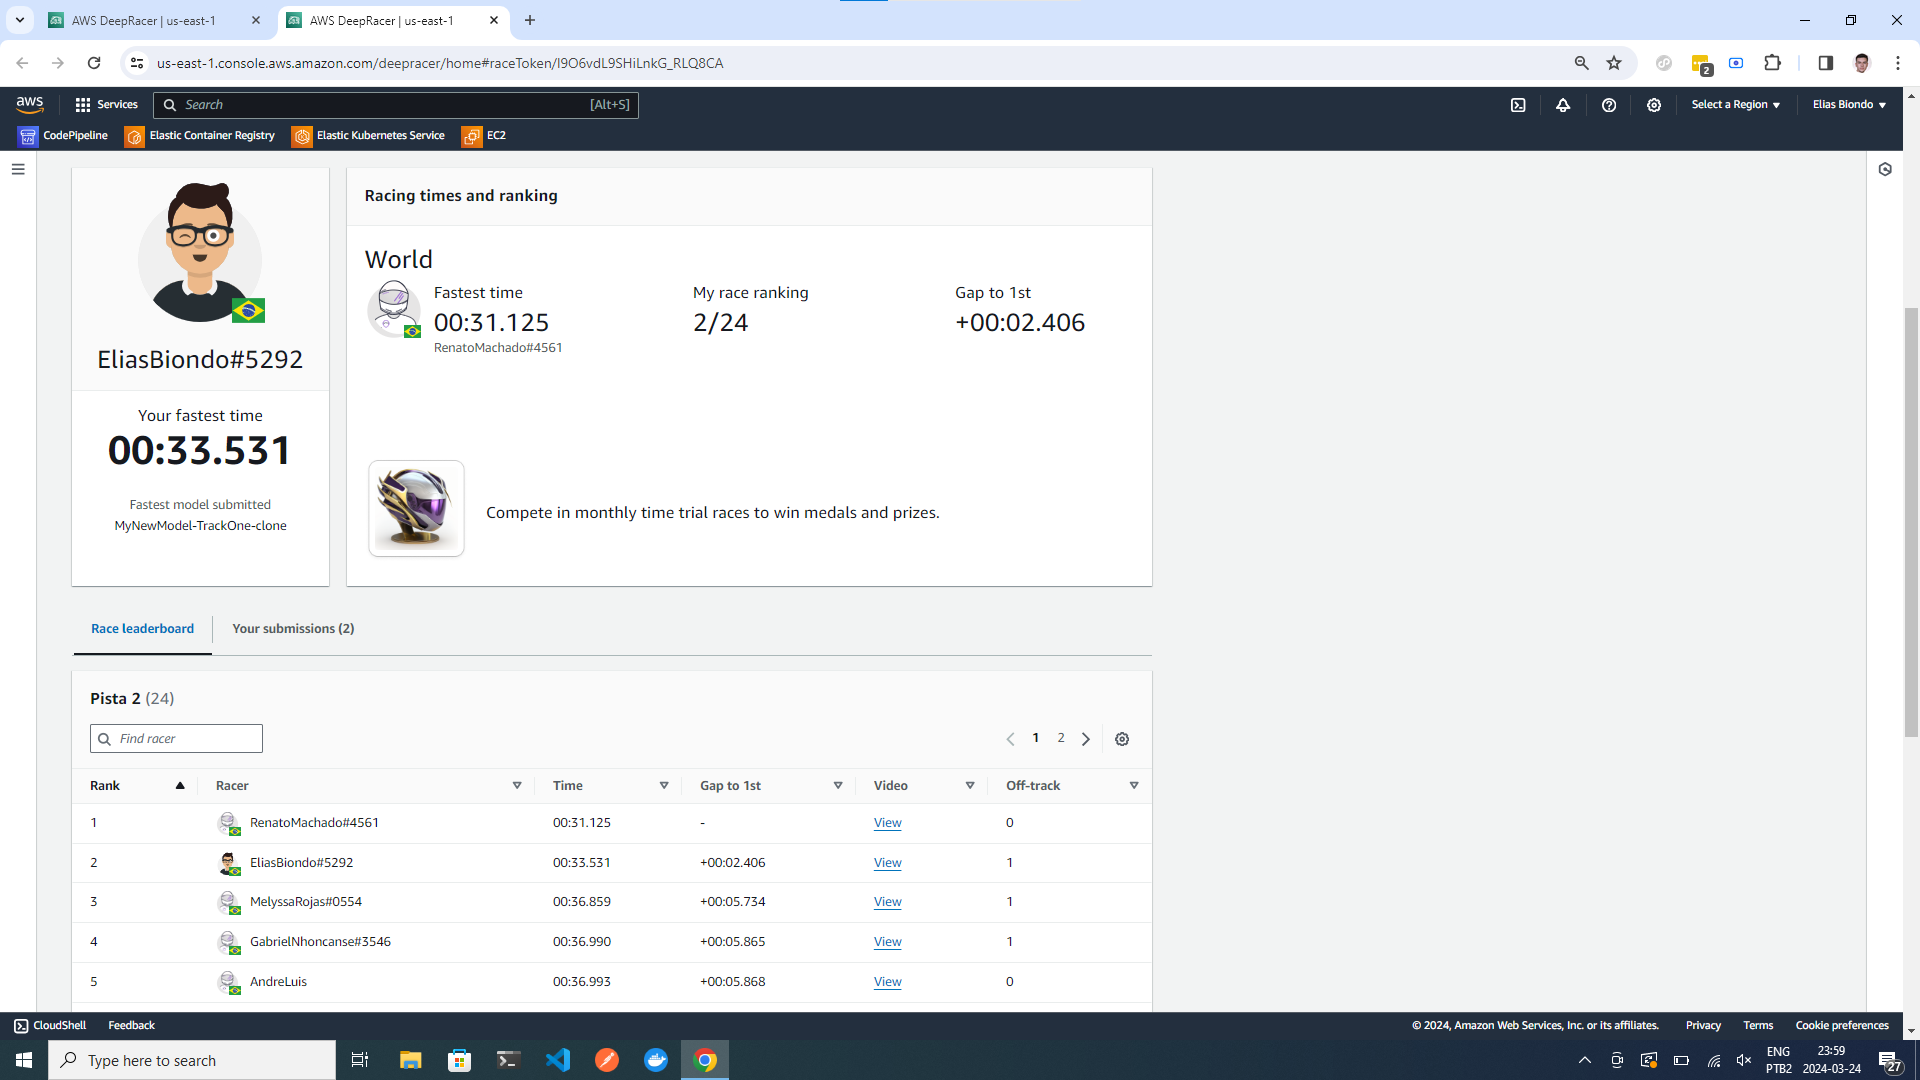 AWS DeepRacer | us-east-1
AWS DeepRacer | us-east-1
us-east-1.console.aws.amazon.com/deepracer/home#raceToken/I9O6vdL9SHiLnkG_RLQ8CA
2
aws
Services
Search
[Alt+S]
Select a Region
Elias Biondo
CodePipeline
Elastic Container Registry
Elastic Kubernetes Service
EC2
EliasBiondo#5292
Your fastest time
00:33.531
Fastest model submitted
MyNewModel-TrackOne-clone
Racing times and ranking
World
Fastest time
00:31.125
RenatoMachado#4561
My race ranking
2/24
Gap to 1st
+00:02.406
Compete in monthly time trial races to win medals and prizes.
Race leaderboard
Your submissions (2)
Pista 2 (24)
Find racer
1 2
Rank Racer Time Gap to 1st Video Off-track
1 RenatoMachado#4561 00:31.125 - View 0
2 EliasBiondo#5292 00:33.531 +00:02.406 View 1
3 MelyssaRojas#0554 00:36.859 +00:05.734 View 1
4 GabrielNhoncanse#3546 00:36.990 +00:05.865 View 1
5 AndreLuis 00:36.993 +00:05.868 View 0
CloudShell
Feedback
© 2024, Amazon Web Services, Inc. or its affiliates.
Privacy
Terms
Cookie preferences
Type here to search
ENG
PTB2
23:59
2024-03-24
27